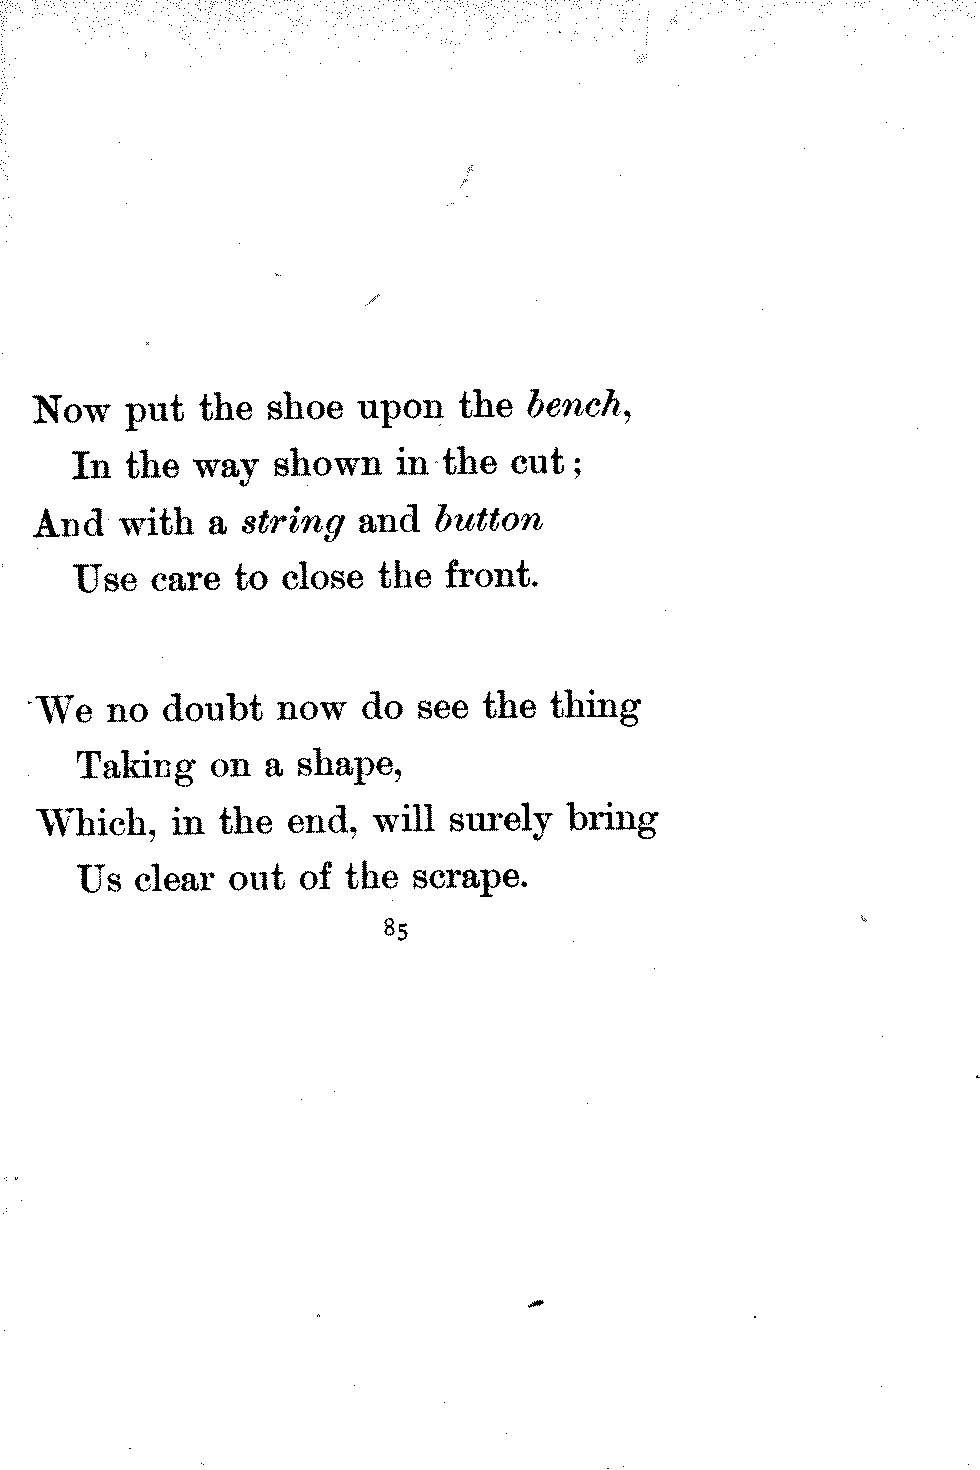 Now put the shoe upon the bench,
In the way shown in the cut;
And with a string and button
Use care to close the front.
We no doubt now do see the thing
Taking on a shape,
Which, in the end, will surely bring
Us clear out of the scrape.
85